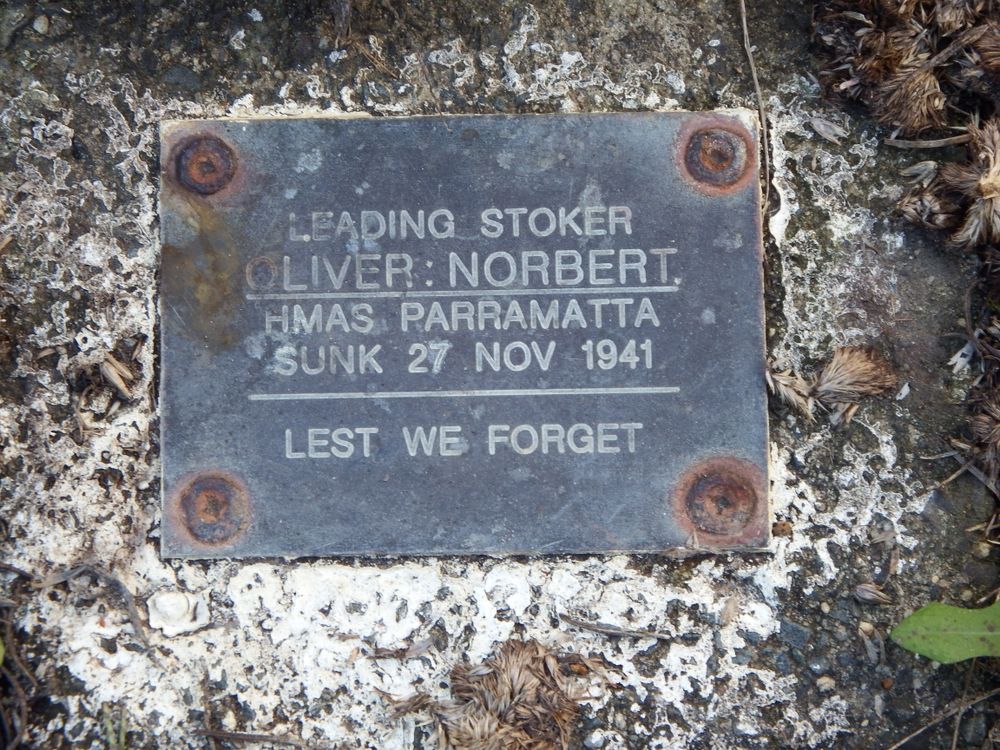 LEADING STOKER
OLIVER: NORBERT.
HMAS PARRAMATTA
SUNK 27 NOV 1941
LEST WE FORGET